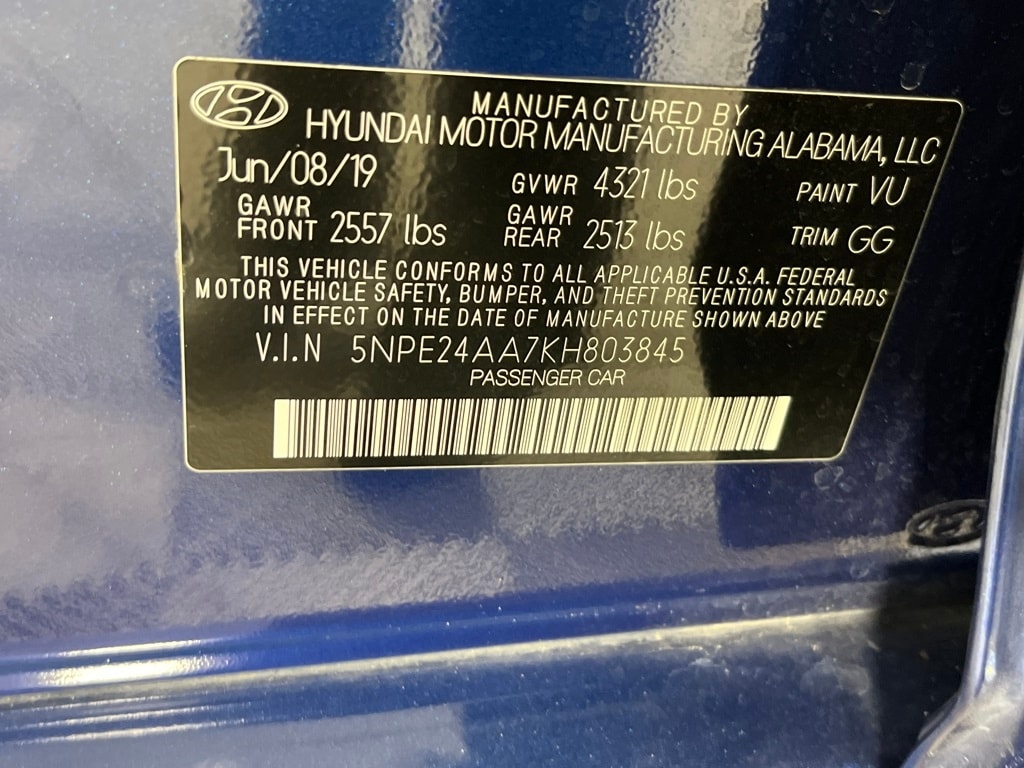 MANUFACTURED BY
HYUNDAI MOTOR MANUFACTURING ALABAMA, LLC
Jun/08/19 GVWR 4321 lbs PAINT VU
GAWR FRONT 2557 lbs GAWR REAR 2513 lbs TRIM GG
THIS VEHICLE CONFORMS TO ALL APPLICABLE U.S.A. FEDERAL
MOTOR VEHICLE SAFETY, BUMPER, AND THEFT PREVENTION STANDARDS
IN EFFECT ON THE DATE OF MANUFACTURE SHOWN ABOVE
V.I.N 5NPE24AA7KH803845
PASSENGER CAR